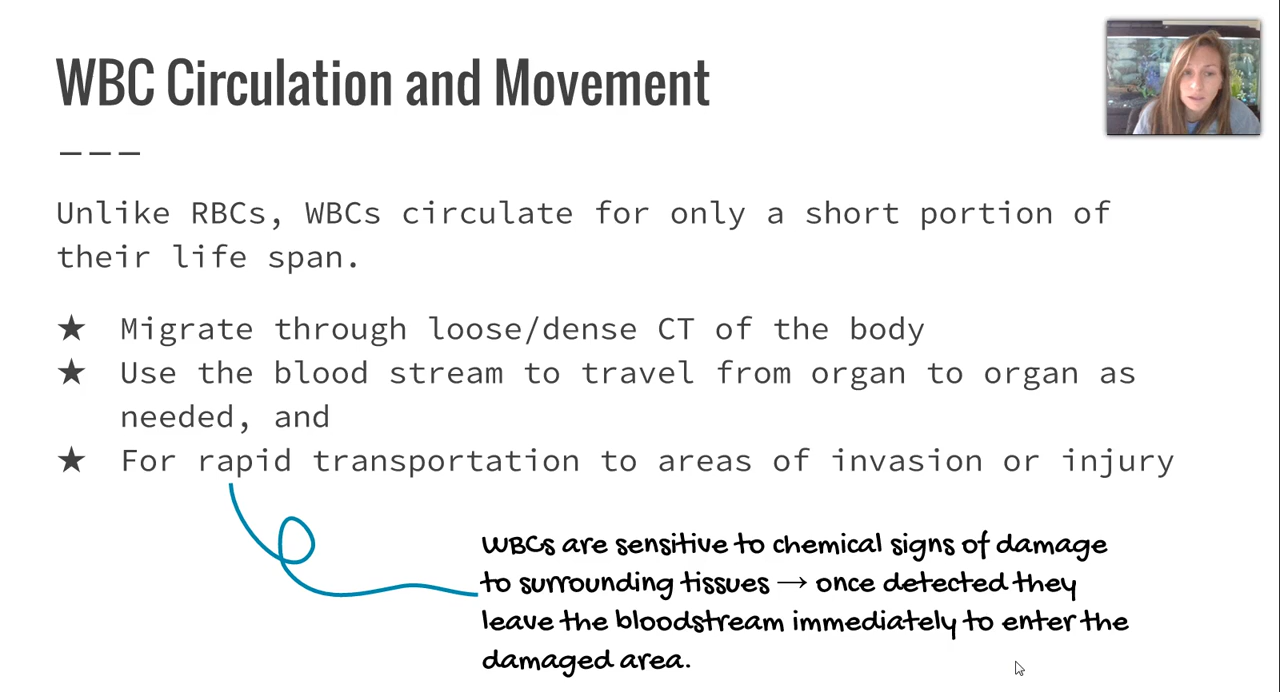 WBC Circulation and Movement
Unlike RBCs, WBCs circulate for only a short portion of
their life span.
★ Migrate through loose/dense CT of the body
★ Use the blood stream to travel from organ to organ as
needed, and
★ For rapid transportation to areas of invasion or injury
WBCs are sensitive to chemical signs of damage
to surrounding tissues → once detected they
leave the bloodstream immediately to enter the
damaged area.